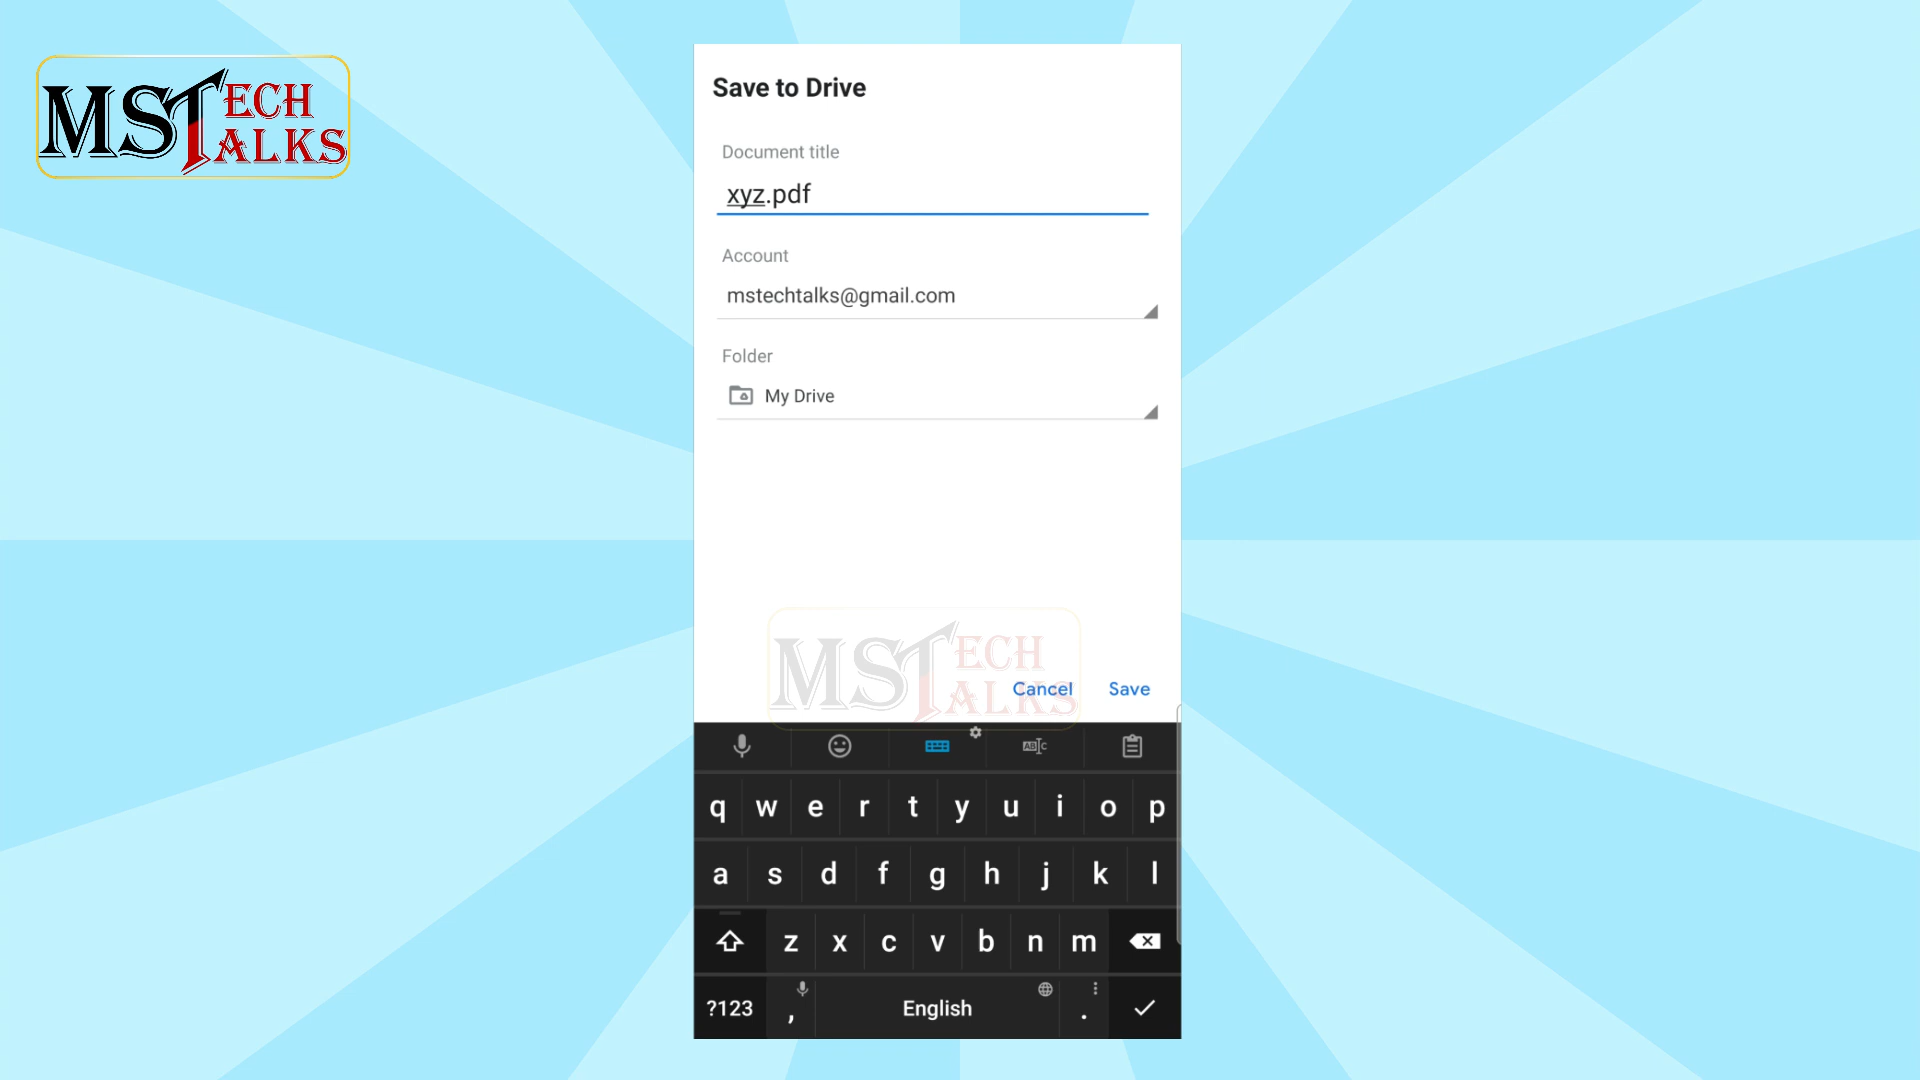 MSTECH
TALKS
Save to Drive
Document title
xyz.pdf
Account
mstechtalks@gmail.com
Folder
My Drive
MSTECH
TALKS
Cancel Save
ABC
q w e r t y u i o p
a s d f g h j k l
z x c v b n m
?123 , English .